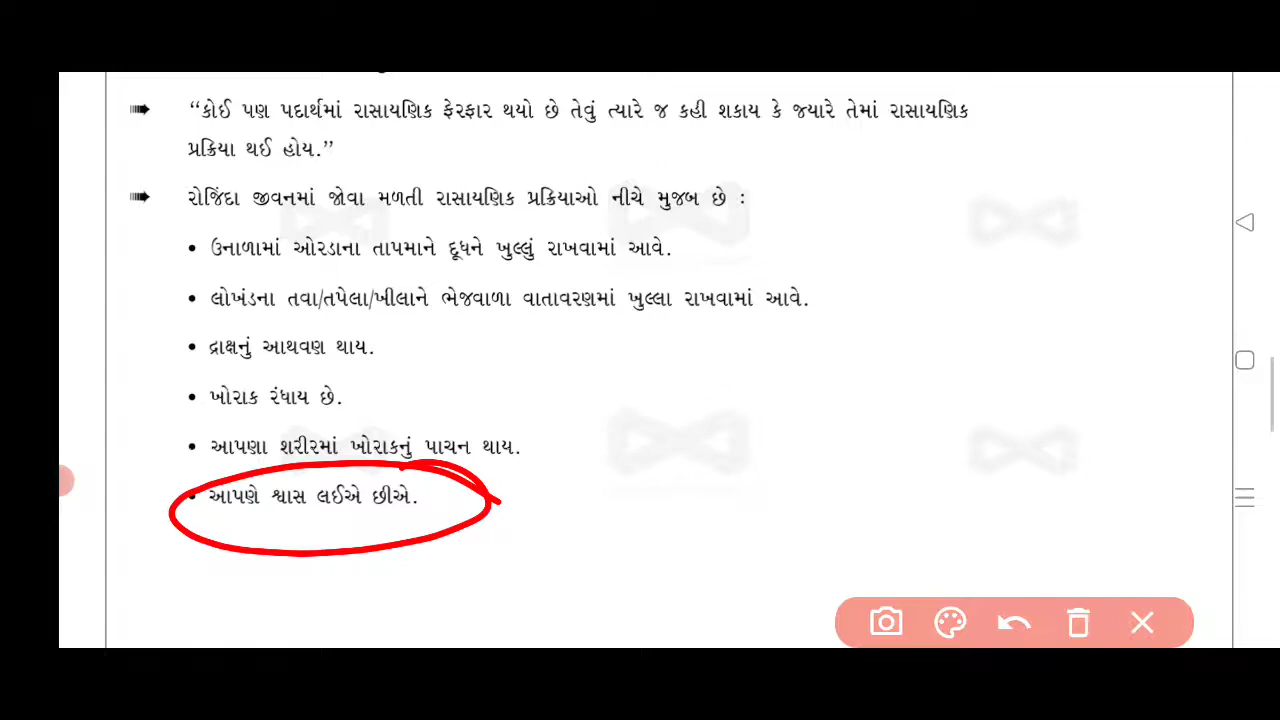 “કોઈ પણ પદાર્થમાં રાસાયણિક ફેરફાર થયો છે તેવું ત્યારે જ કહી શકાય કે જ્યારે તેમાં રાસાયણિક
પ્રક્રિયા થઈ હોય.”
રોજિંદા જીવનમાં જોવા મળતી રાસાયણિક પ્રક્રિયાઓ નીચે મુજબ છે :
• ઉનાળામાં ઓરડાના તાપમાને દૂધને ખુલ્લું રાખવામાં આવે.
• લોખંડના તવા/તપેલા/ખીલાને ભેજવાળા વાતાવરણમાં ખુલ્લા રાખવામાં આવે.
• દ્રાક્ષનું આથવણ થાય.
• ખોરાક રંધાય છે.
• આપણા શરીરમાં ખોરાકનું પાચન થાય.
• આપણે શ્વાસ લઈએ છીએ.